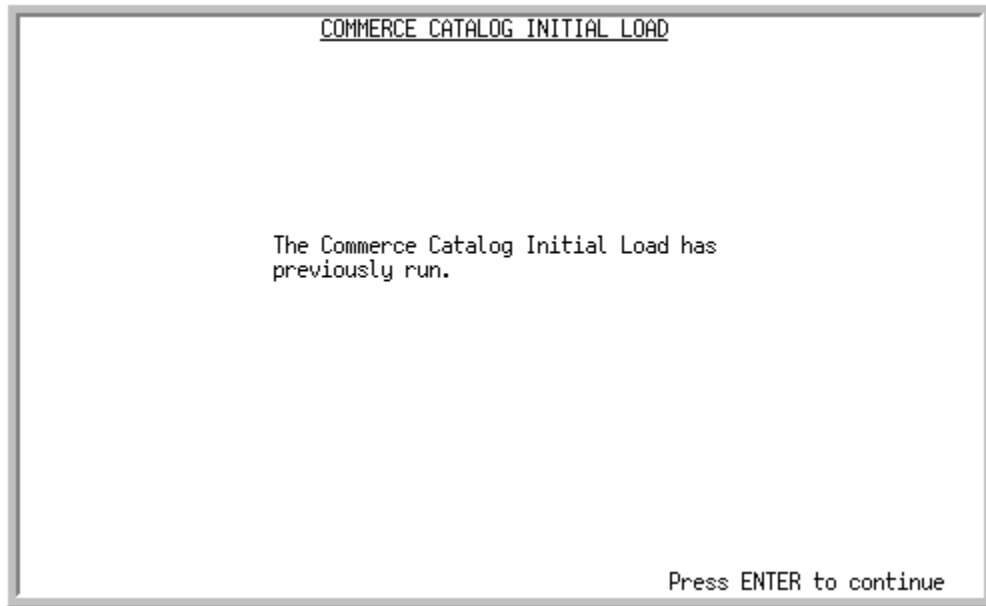 COMMERCE CATALOG INITIAL LOAD
The Commerce Catalog Initial Load has
previously run.
Press ENTER to continue